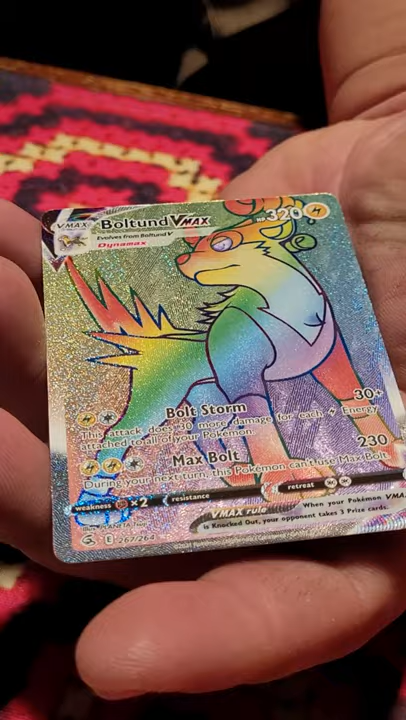 VMAX
Boltund VMAX
HP 320
Evolves from Boltund V
Dynamax
Bolt Storm 30+
This attack does 30 more damage for each Energy
attached to all of your Pokémon.
Max Bolt 230
During your next turn, this Pokémon can't use Max Bolt.
weakness ×2 resistance retreat
VMAX rule When your Pokémon VMAX
is Knocked Out, your opponent takes 3 Prize cards.
E 267/264